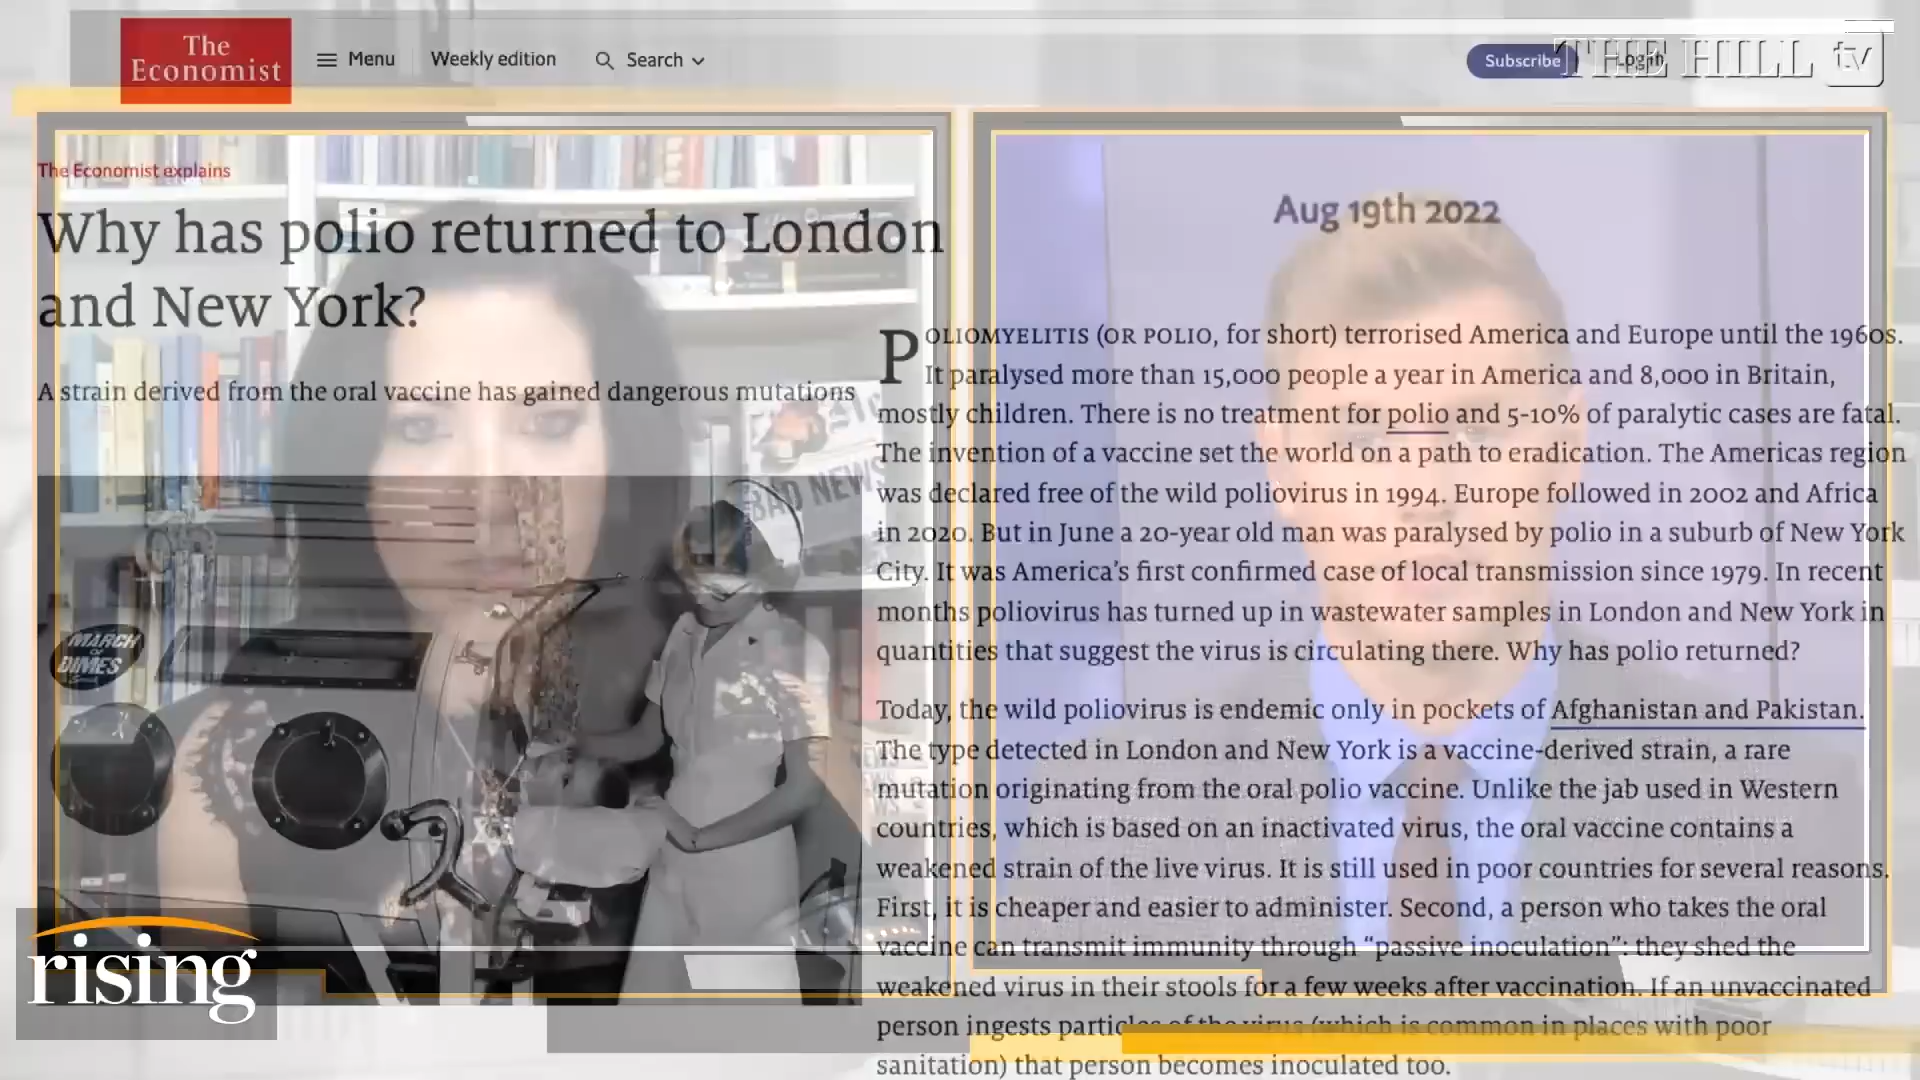 The
Economist
Menu
Weekly edition
Search
Subscribe
Log in
THE HILL tv
The Economist explains
Why has polio returned to London
and New York?
A strain derived from the oral vaccine has gained dangerous mutations
BAD NEWS
MARCH
OF
DIMES
rising
Aug 19th 2022
POLIOMYELITIS (OR POLIO, for short) terrorised America and Europe until the 1960s.
It paralysed more than 15,000 people a year in America and 8,000 in Britain,
mostly children. There is no treatment for polio and 5-10% of paralytic cases are fatal.
The invention of a vaccine set the world on a path to eradication. The Americas region
was declared free of the wild poliovirus in 1994. Europe followed in 2002 and Africa
in 2020. But in June a 20-year old man was paralysed by polio in a suburb of New York
City. It was America's first confirmed case of local transmission since 1979. In recent
months poliovirus has turned up in wastewater samples in London and New York in
quantities that suggest the virus is circulating there. Why has polio returned?
Today, the wild poliovirus is endemic only in pockets of Afghanistan and Pakistan.
The type detected in London and New York is a vaccine-derived strain, a rare
mutation originating from the oral polio vaccine. Unlike the jab used in Western
countries, which is based on an inactivated virus, the oral vaccine contains a
weakened strain of the live virus. It is still used in poor countries for several reasons.
First, it is cheaper and easier to administer. Second, a person who takes the oral
vaccine can transmit immunity through “passive inoculation”: they shed the
weakened virus in their stools for a few weeks after vaccination. If an unvaccinated
person ingests particles of the virus (which is common in places with poor
sanitation) that person becomes inoculated too.